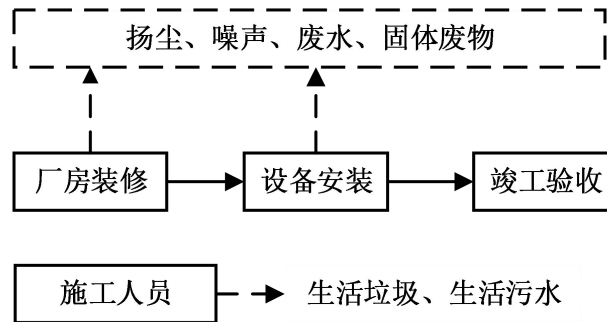 扬尘、噪声、废水、固体废物
厂房装修 设备安装 竣工验收
施工人员 生活垃圾、生活污水